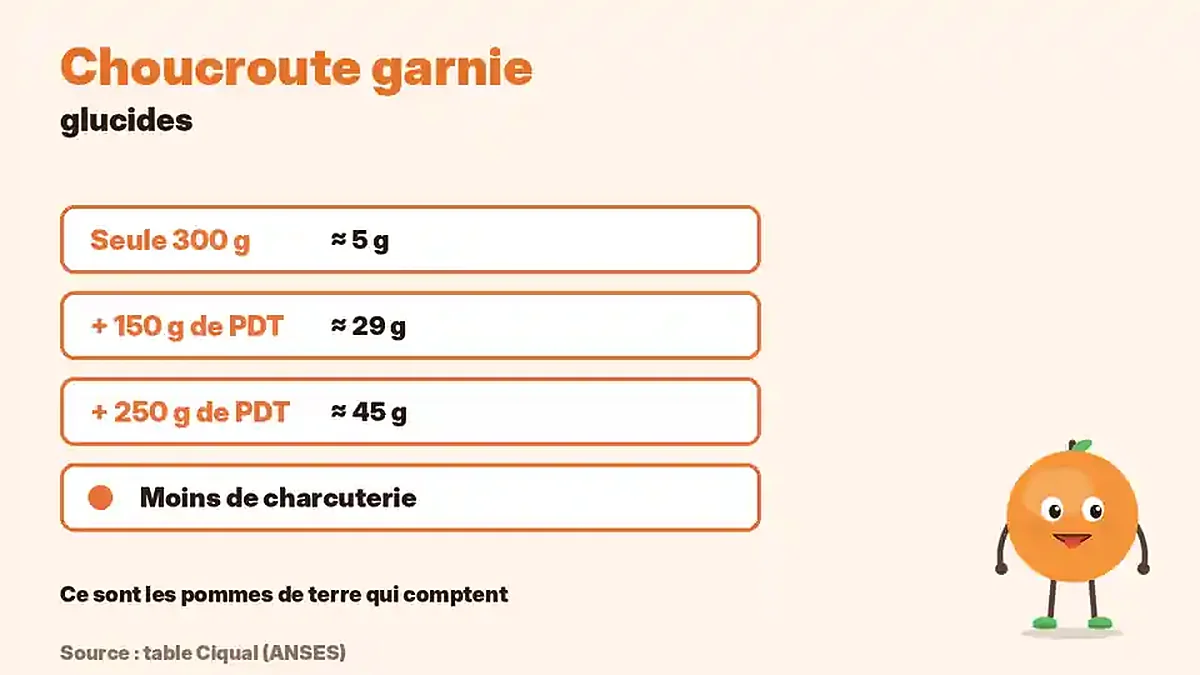 Choucroute garnie
glucides
Seule 300 g ≈ 5 g
+ 150 g de PDT ≈ 29 g
+ 250 g de PDT ≈ 45 g
Moins de charcuterie
Ce sont les pommes de terre qui comptent
Source : table Ciqual (ANSES)